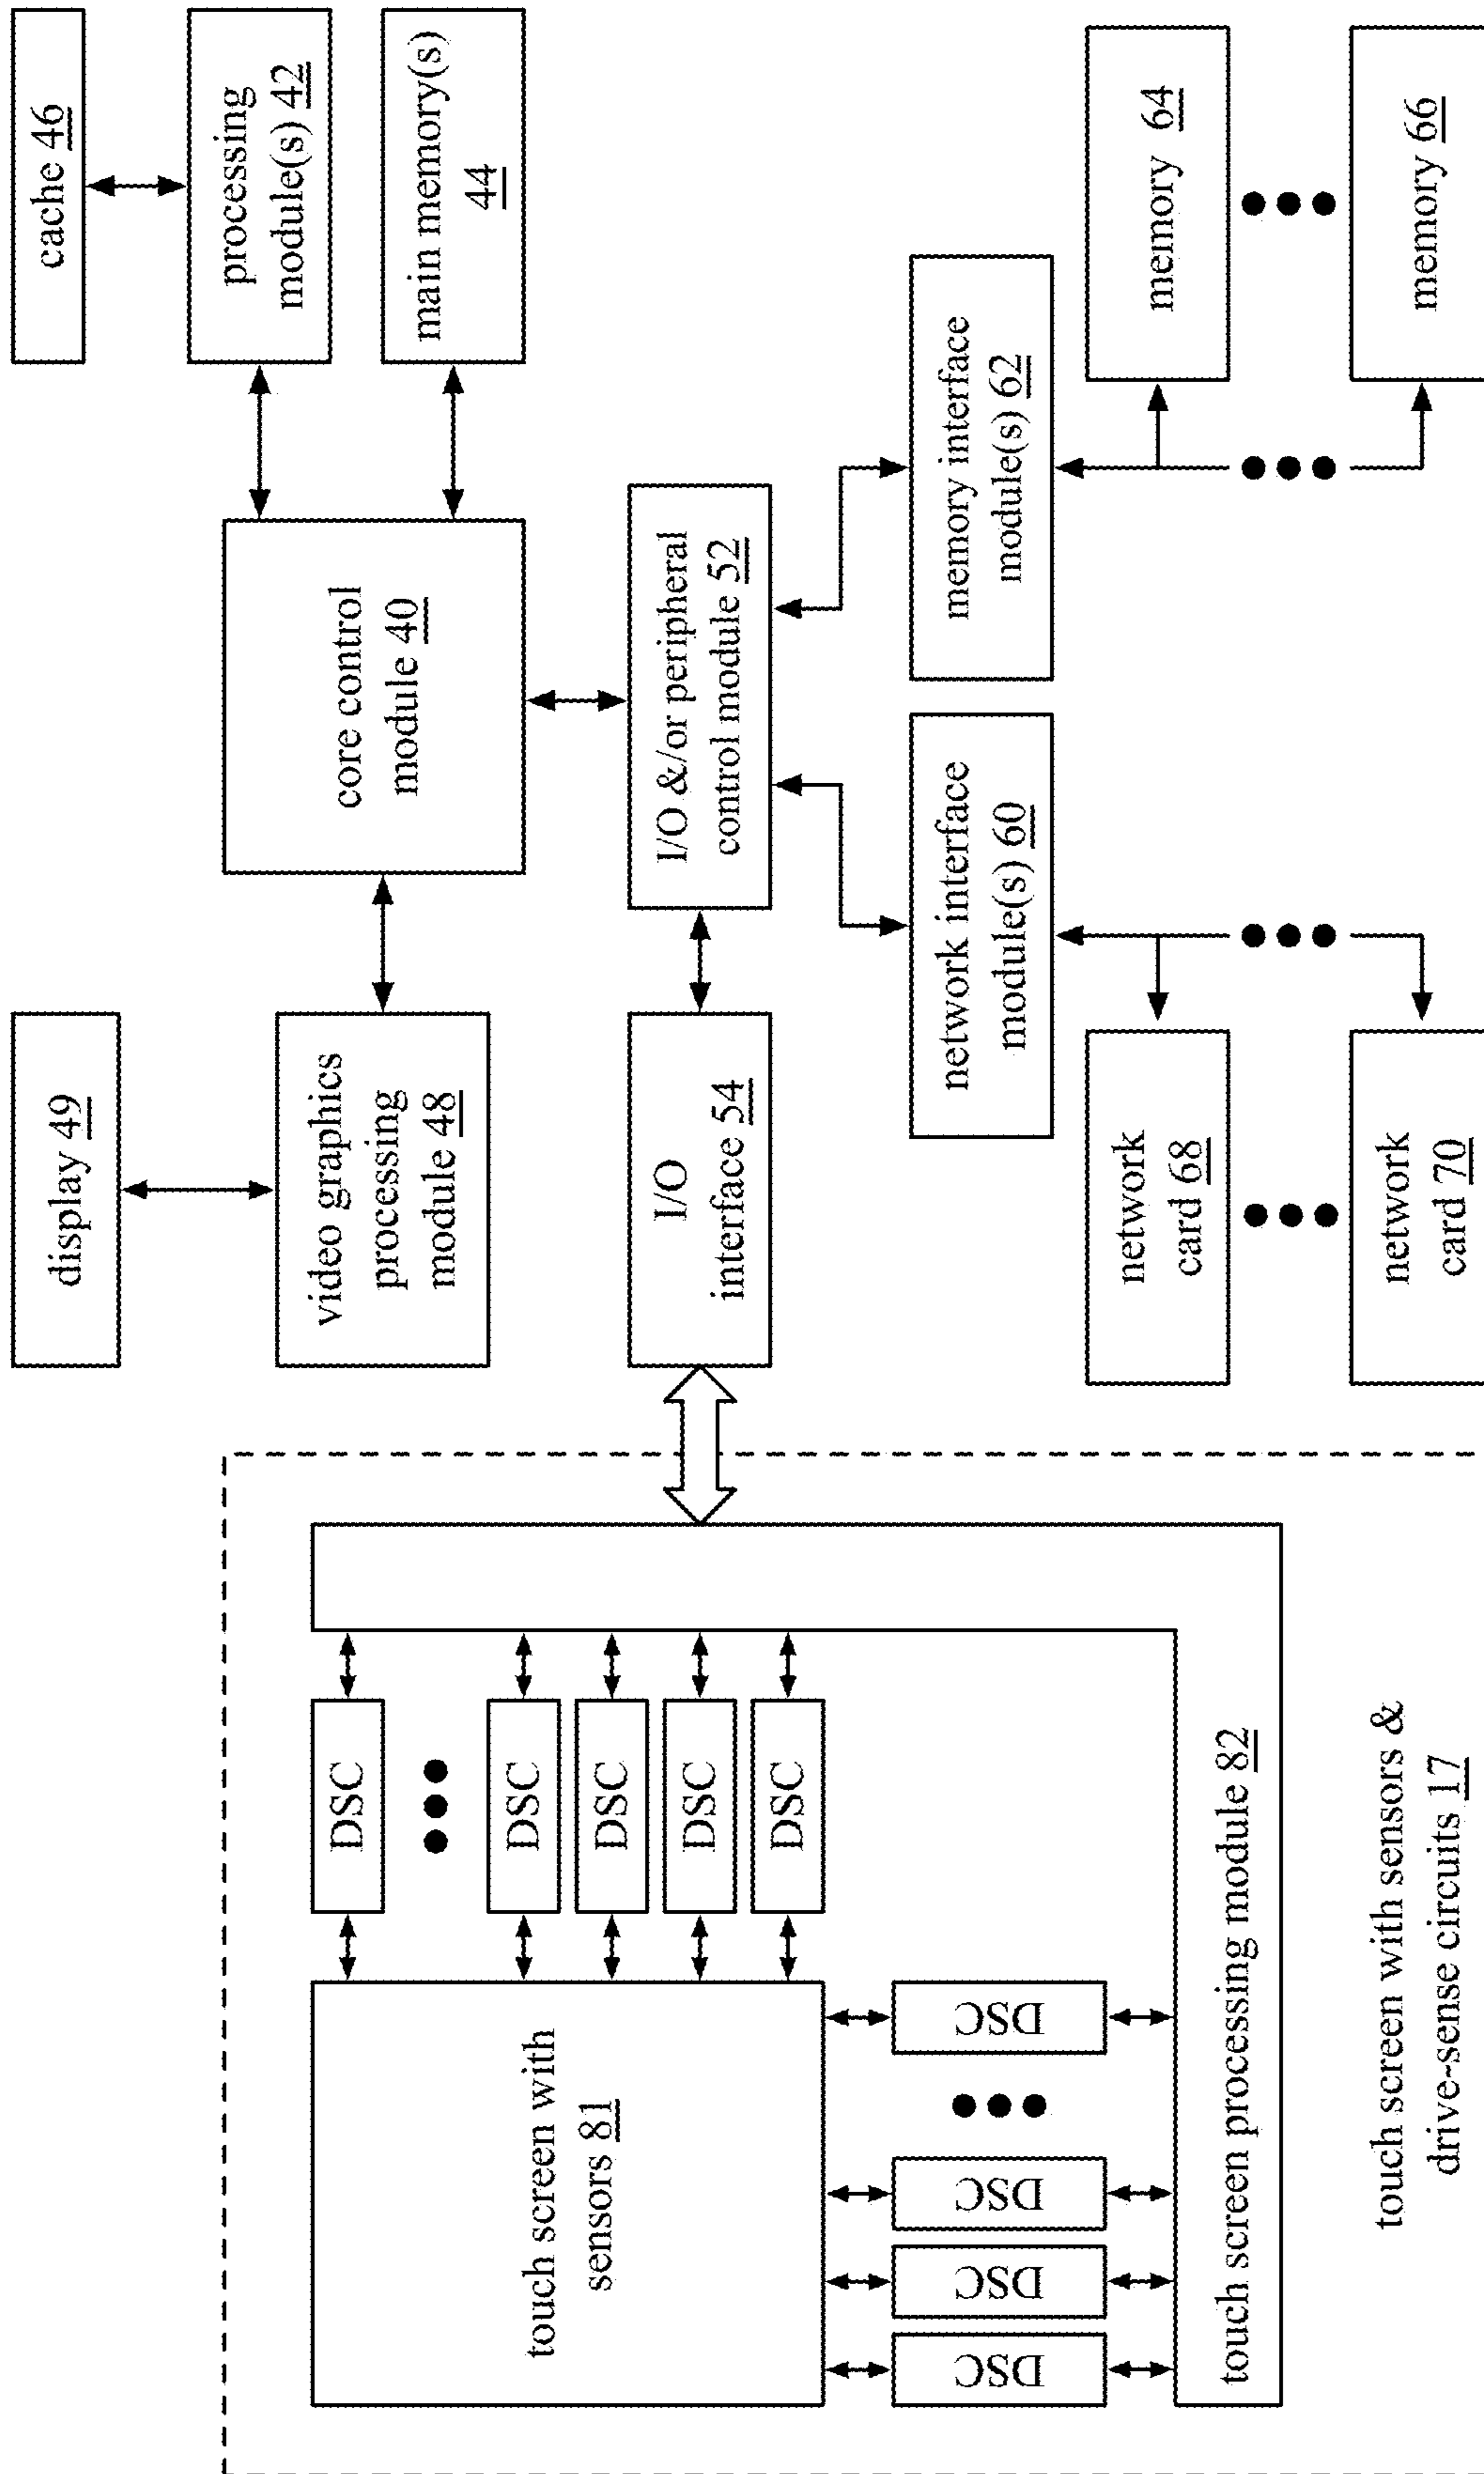 display 49
cache 46
video graphics
processing
module 48
core control
module 40
processing
module(s) 42
main memory(s)
44
I/O
interface 54
I/O &/or peripheral
control module 52
network interface
module(s) 60
memory interface
module(s) 62
network
card 68
network
card 70
memory 64
memory 66
touch screen with
sensors 81
DSC
DSC
DSC
DSC
DSC
DSC
DSC
DSC
DSC
touch screen processing module 82
touch screen with sensors &
drive-sense circuits 17